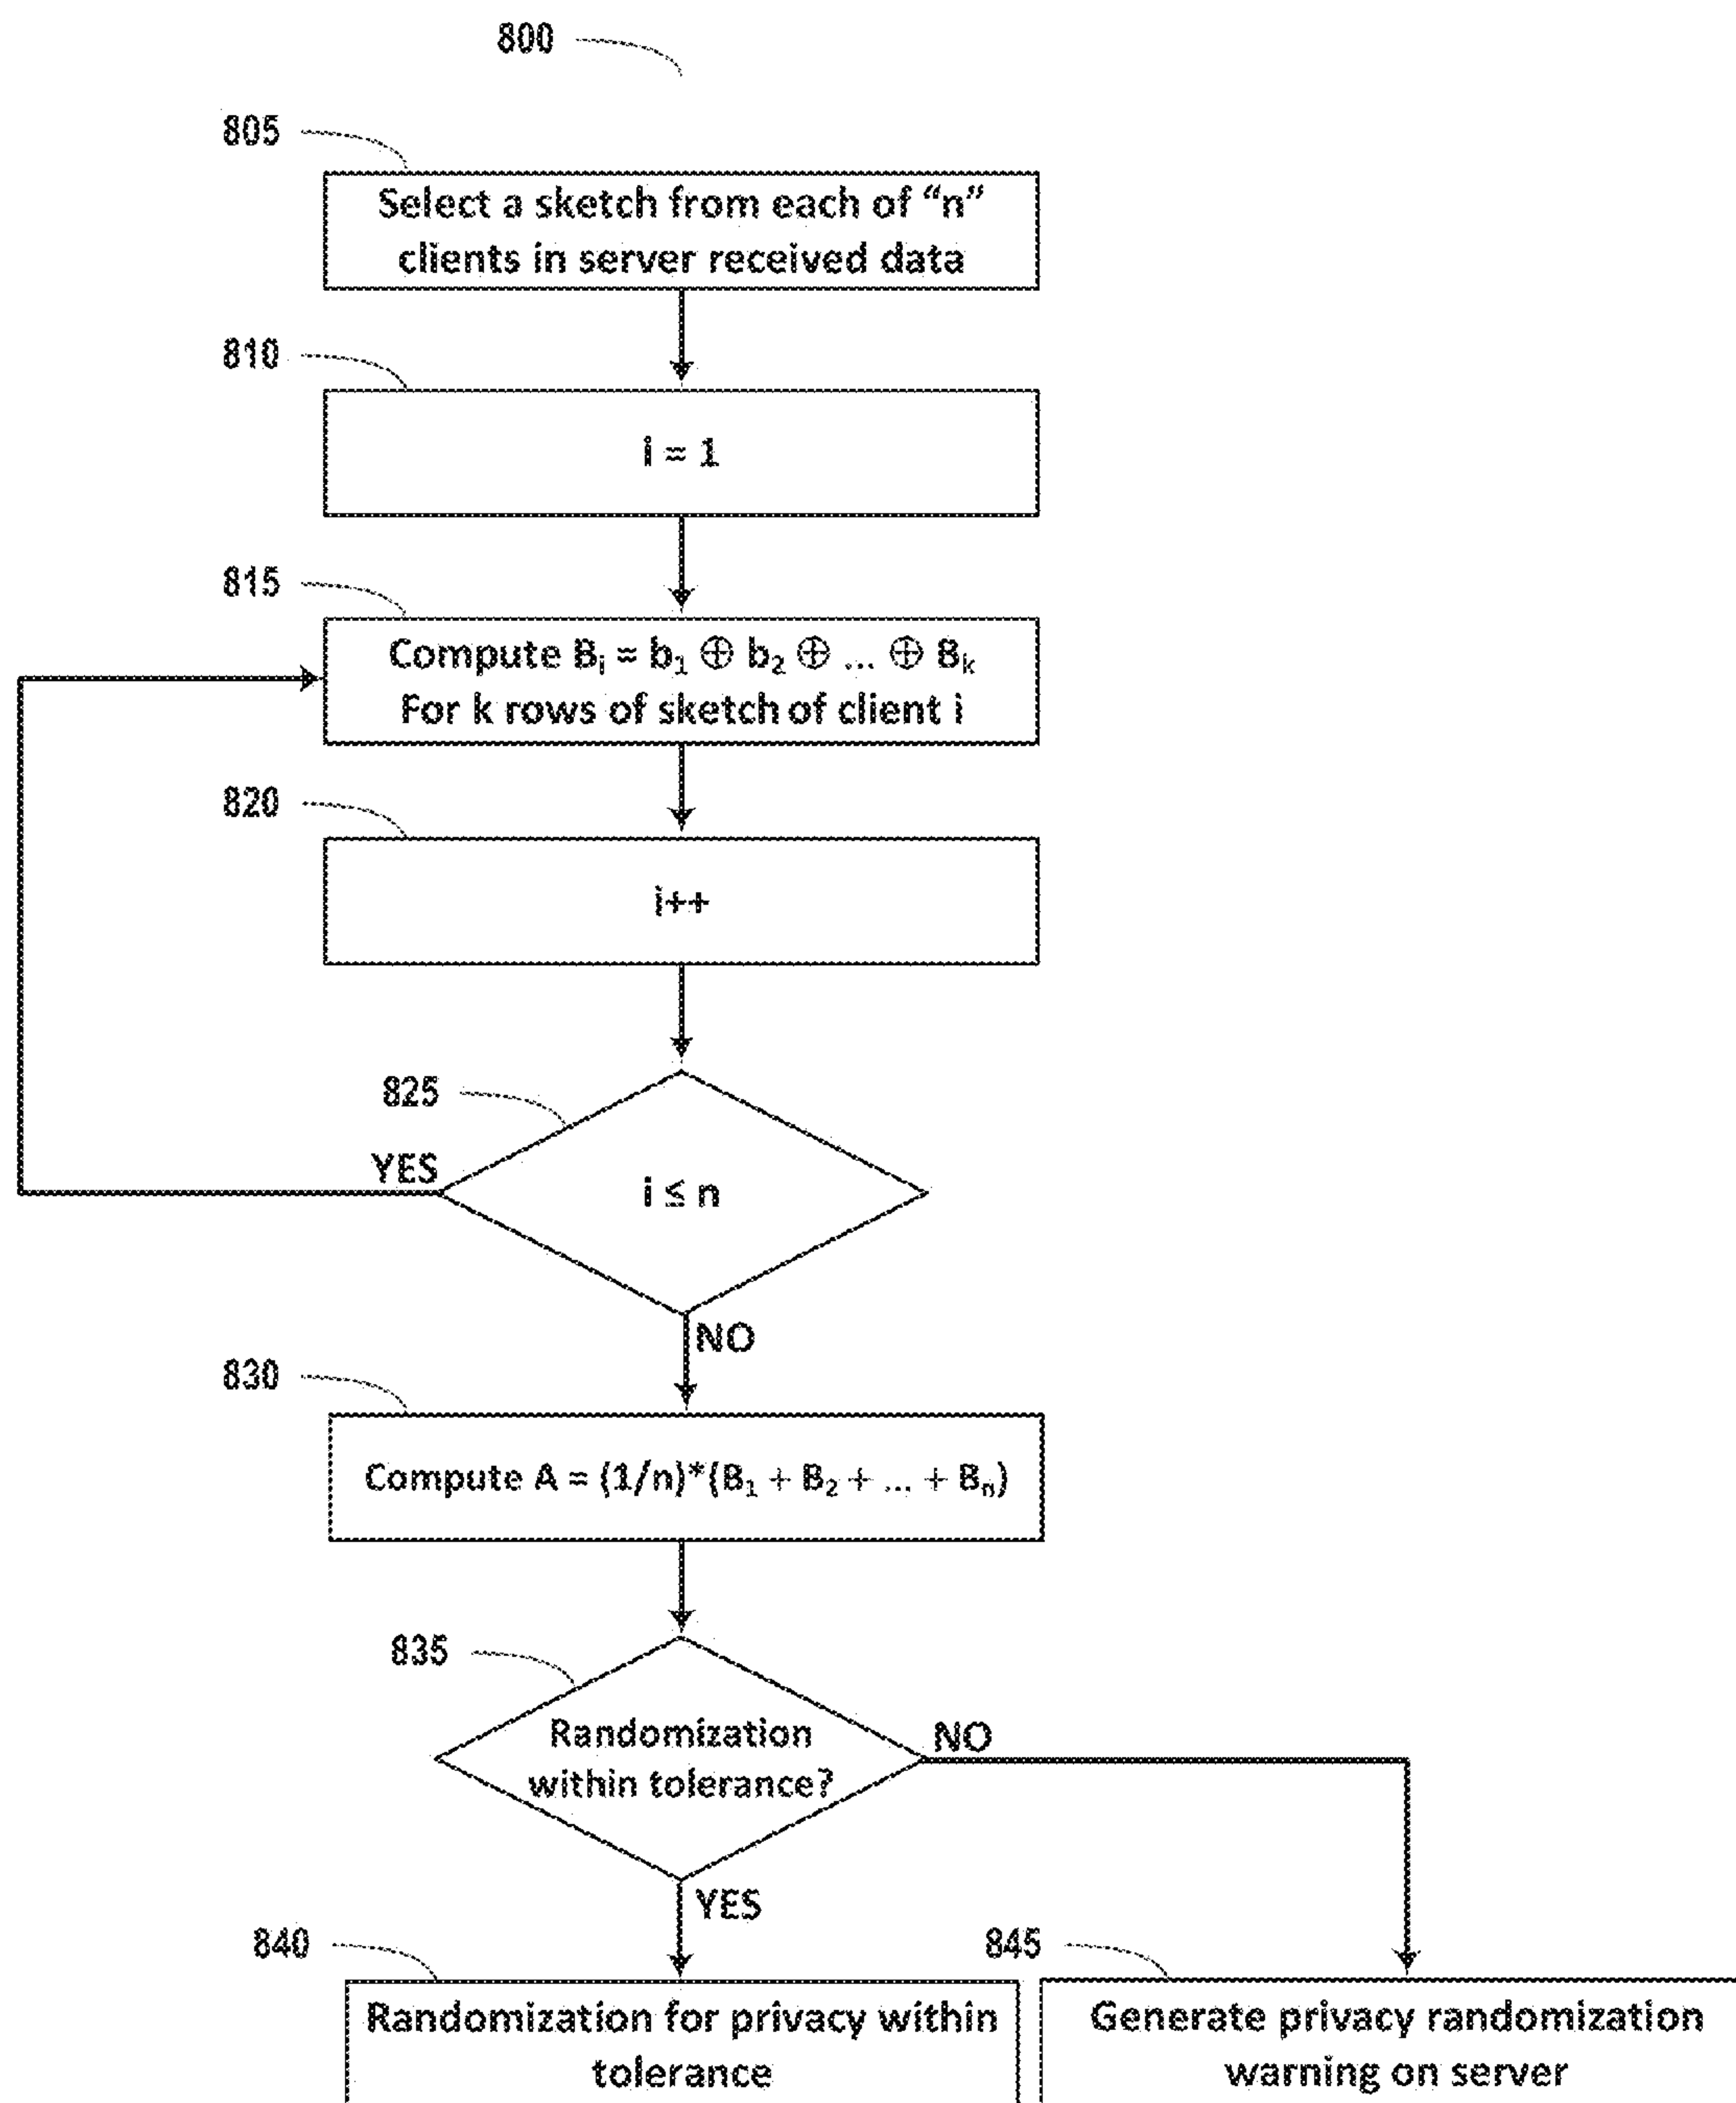 800
805
Select a sketch from each of “n”
clients in server received data
810
i = 1
815
Compute Bᵢ = b₁ ⊕ b₂ ⊕ ... ⊕ Bₖ
For k rows of sketch of client i
820
i++
825
YES
i ≤ n
NO
830
Compute A = (1/n)*(B₁ + B₂ + ... + Bₙ)
835
Randomization
within tolerance?
NO
YES
840
845
Randomization for privacy within
tolerance
Generate privacy randomization
warning on server